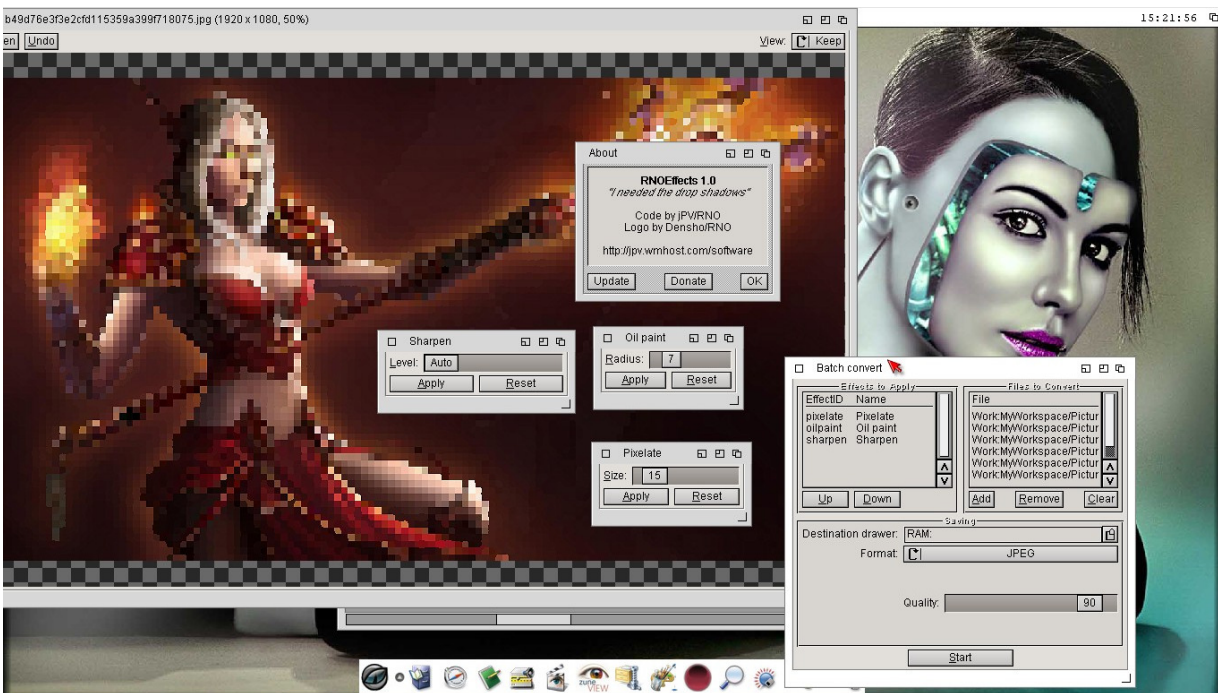 b49d76e3f3e2cfd115359a399f718075.jpg (1920 x 1080, 50%)
15:21:56
en Undo
View: Keep
About
RNOEffects 1.0
"I needed the drop shadows"
Code by jPV/RNO
Logo by Densho/RNO
http://jpv.wmhost.com/software
Update Donate OK
Sharpen
Level: Auto
Apply Reset
Oil paint
Radius: 7
Apply Reset
Pixelate
Size: 15
Apply Reset
Batch convert
Effects to Apply
EffectID Name
pixelate Pixelate
oilpaint Oil paint
sharpen Sharpen
Up Down
Files to Convert
File
Work:MyWorkspace/Pictur
Work:MyWorkspace/Pictur
Work:MyWorkspace/Pictur
Work:MyWorkspace/Pictur
Work:MyWorkspace/Pictur
Work:MyWorkspace/Pictur
Add Remove Clear
Saving
Destination drawer: RAM:
Format: JPEG
Quality: 90
Start
zune
VIEW